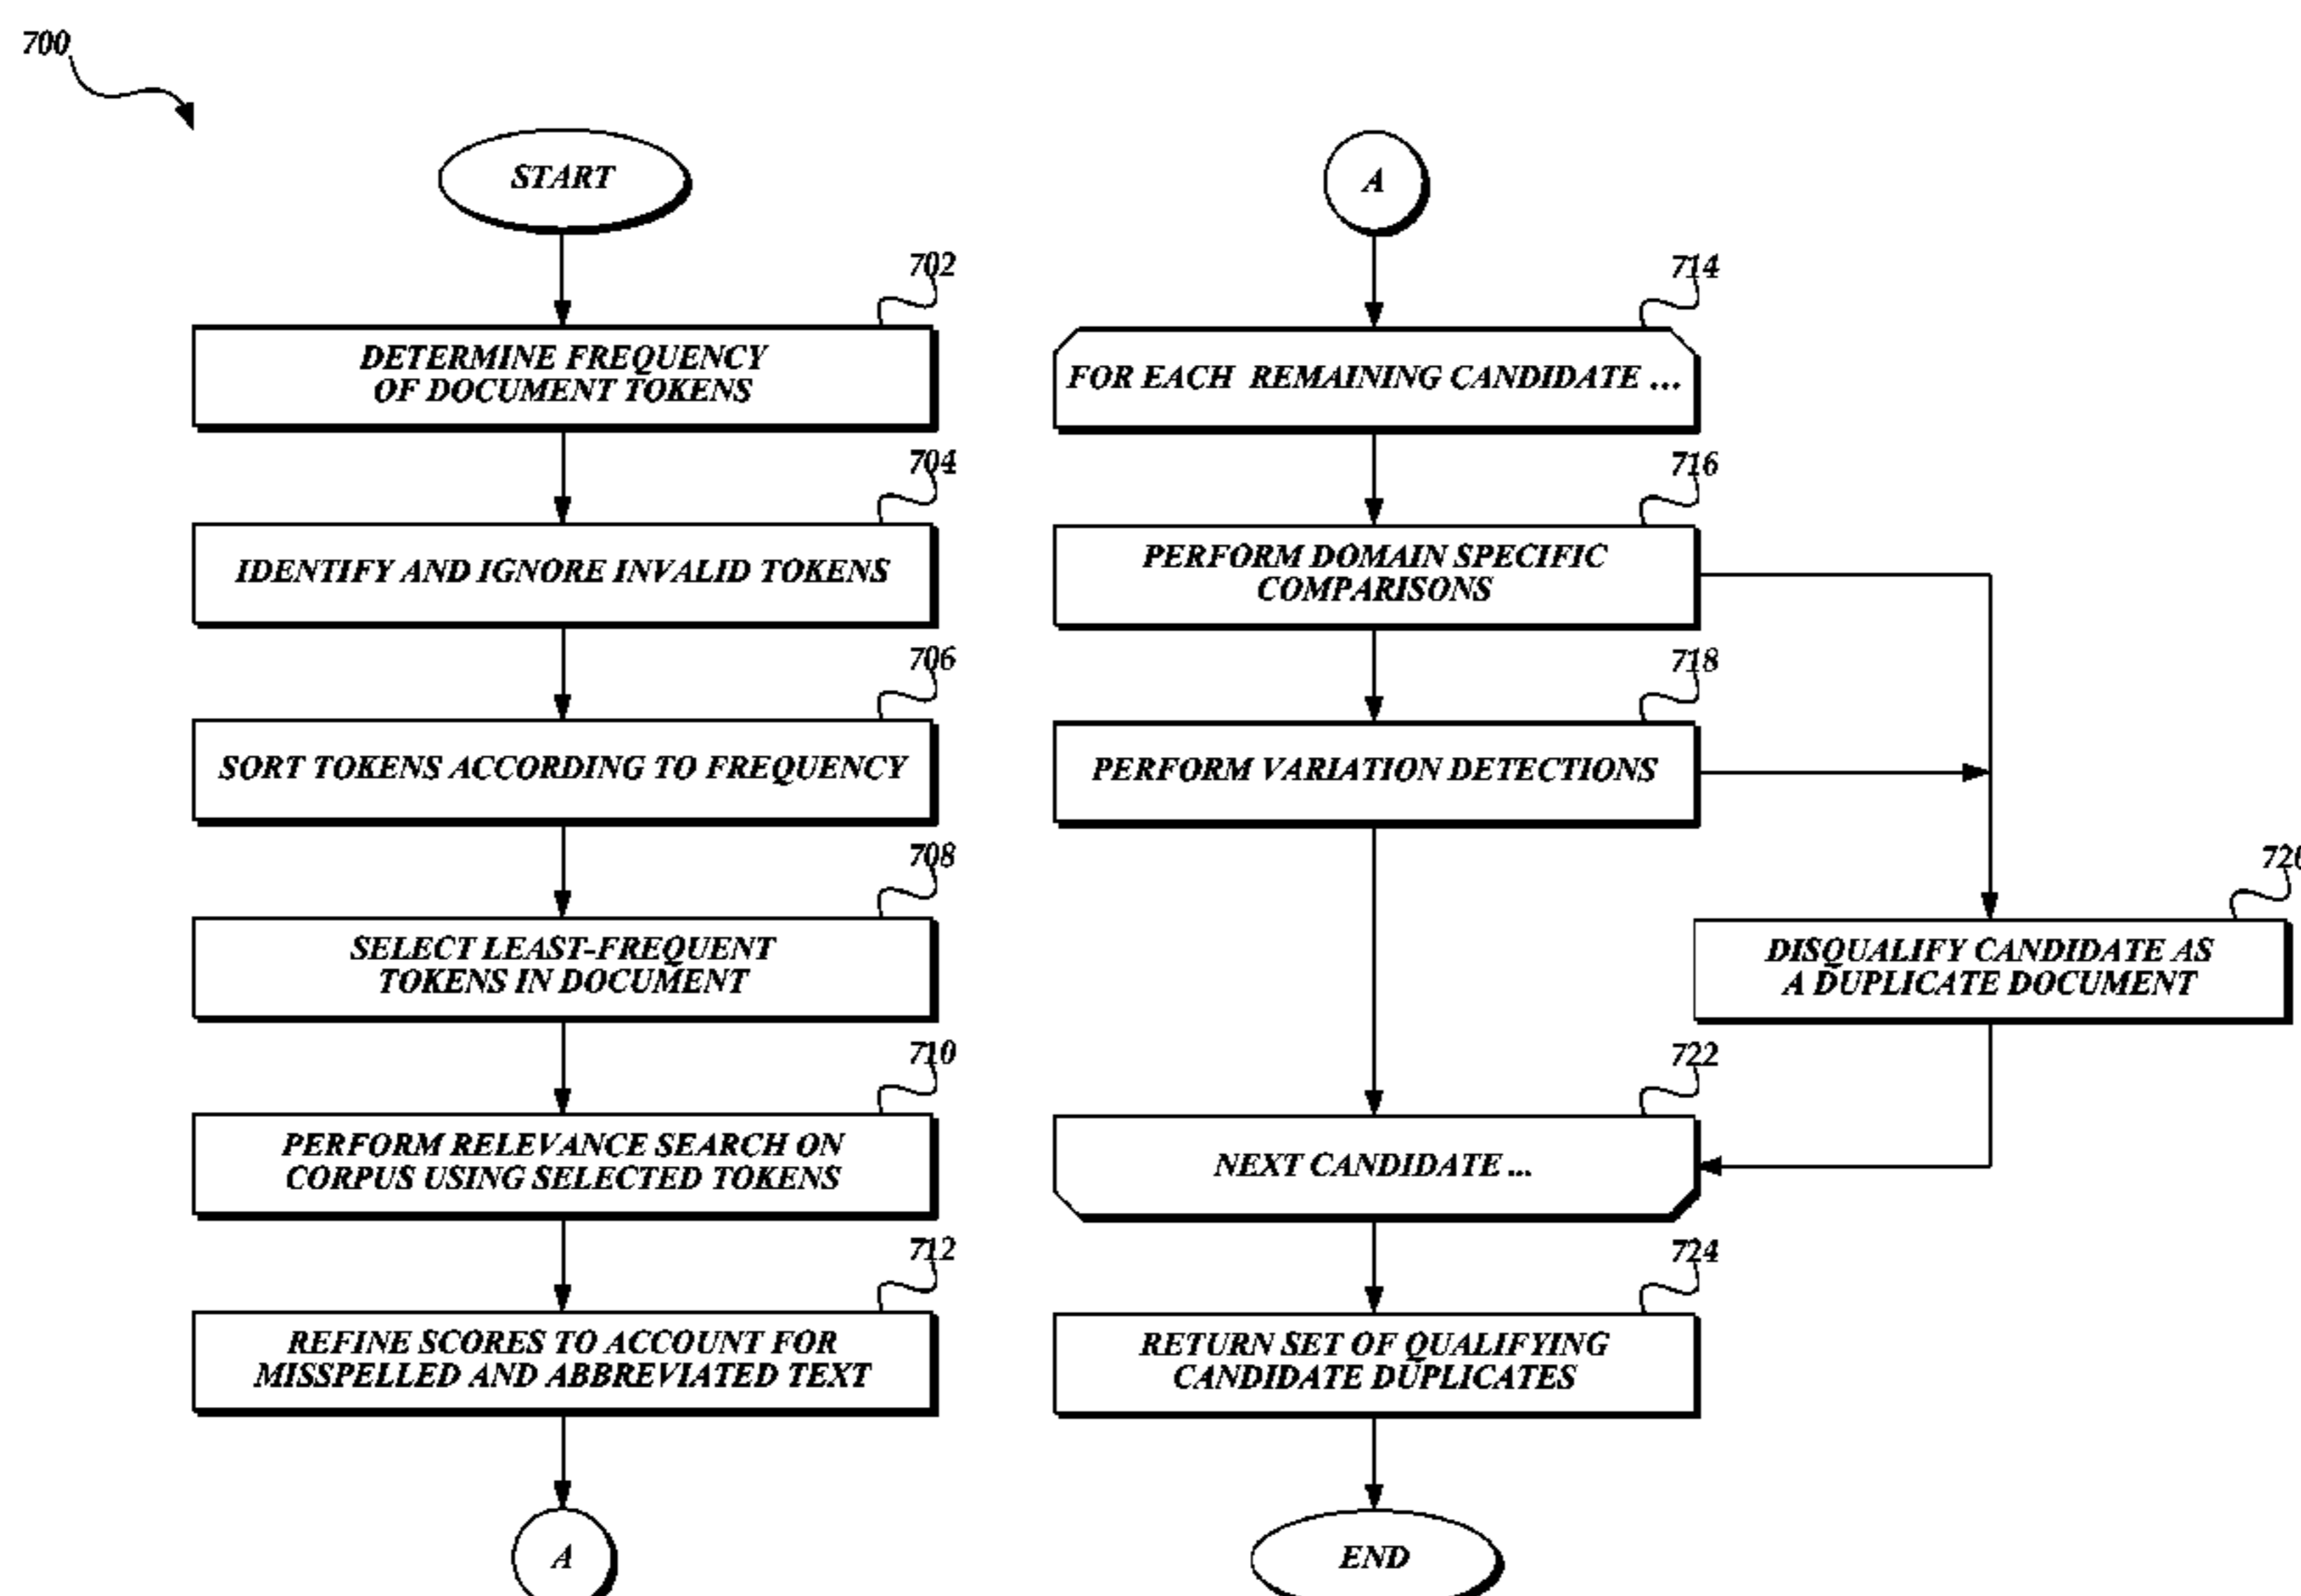 700
START
702
DETERMINE FREQUENCY
OF DOCUMENT TOKENS
704
IDENTIFY AND IGNORE INVALID TOKENS
706
SORT TOKENS ACCORDING TO FREQUENCY
708
SELECT LEAST-FREQUENT
TOKENS IN DOCUMENT
710
PERFORM RELEVANCE SEARCH ON
CORPUS USING SELECTED TOKENS
712
REFINE SCORES TO ACCOUNT FOR
MISSPELLED AND ABBREVIATED TEXT
A
A
714
FOR EACH REMAINING CANDIDATE ...
716
PERFORM DOMAIN SPECIFIC
COMPARISONS
718
PERFORM VARIATION DETECTIONS
DISQUALIFY CANDIDATE AS
A DUPLICATE DOCUMENT
722
NEXT CANDIDATE ...
724
RETURN SET OF QUALIFYING
CANDIDATE DUPLICATES
END